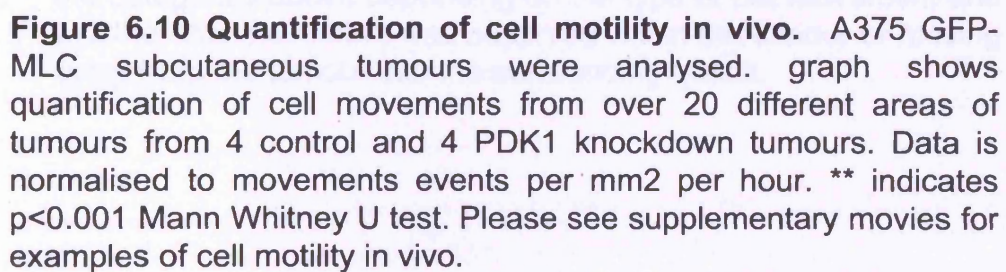 Figure 6.10 Quantification of cell motility in vivo. A375 GFP-
MLC subcutaneous tumours were analysed. graph shows
quantification of cell movements from over 20 different areas of
tumours from 4 control and 4 PDK1 knockdown tumours. Data is
normalised to movements events per mm2 per hour. ** indicates
p<0.001 Mann Whitney U test. Please see supplementary movies for
examples of cell motility in vivo.